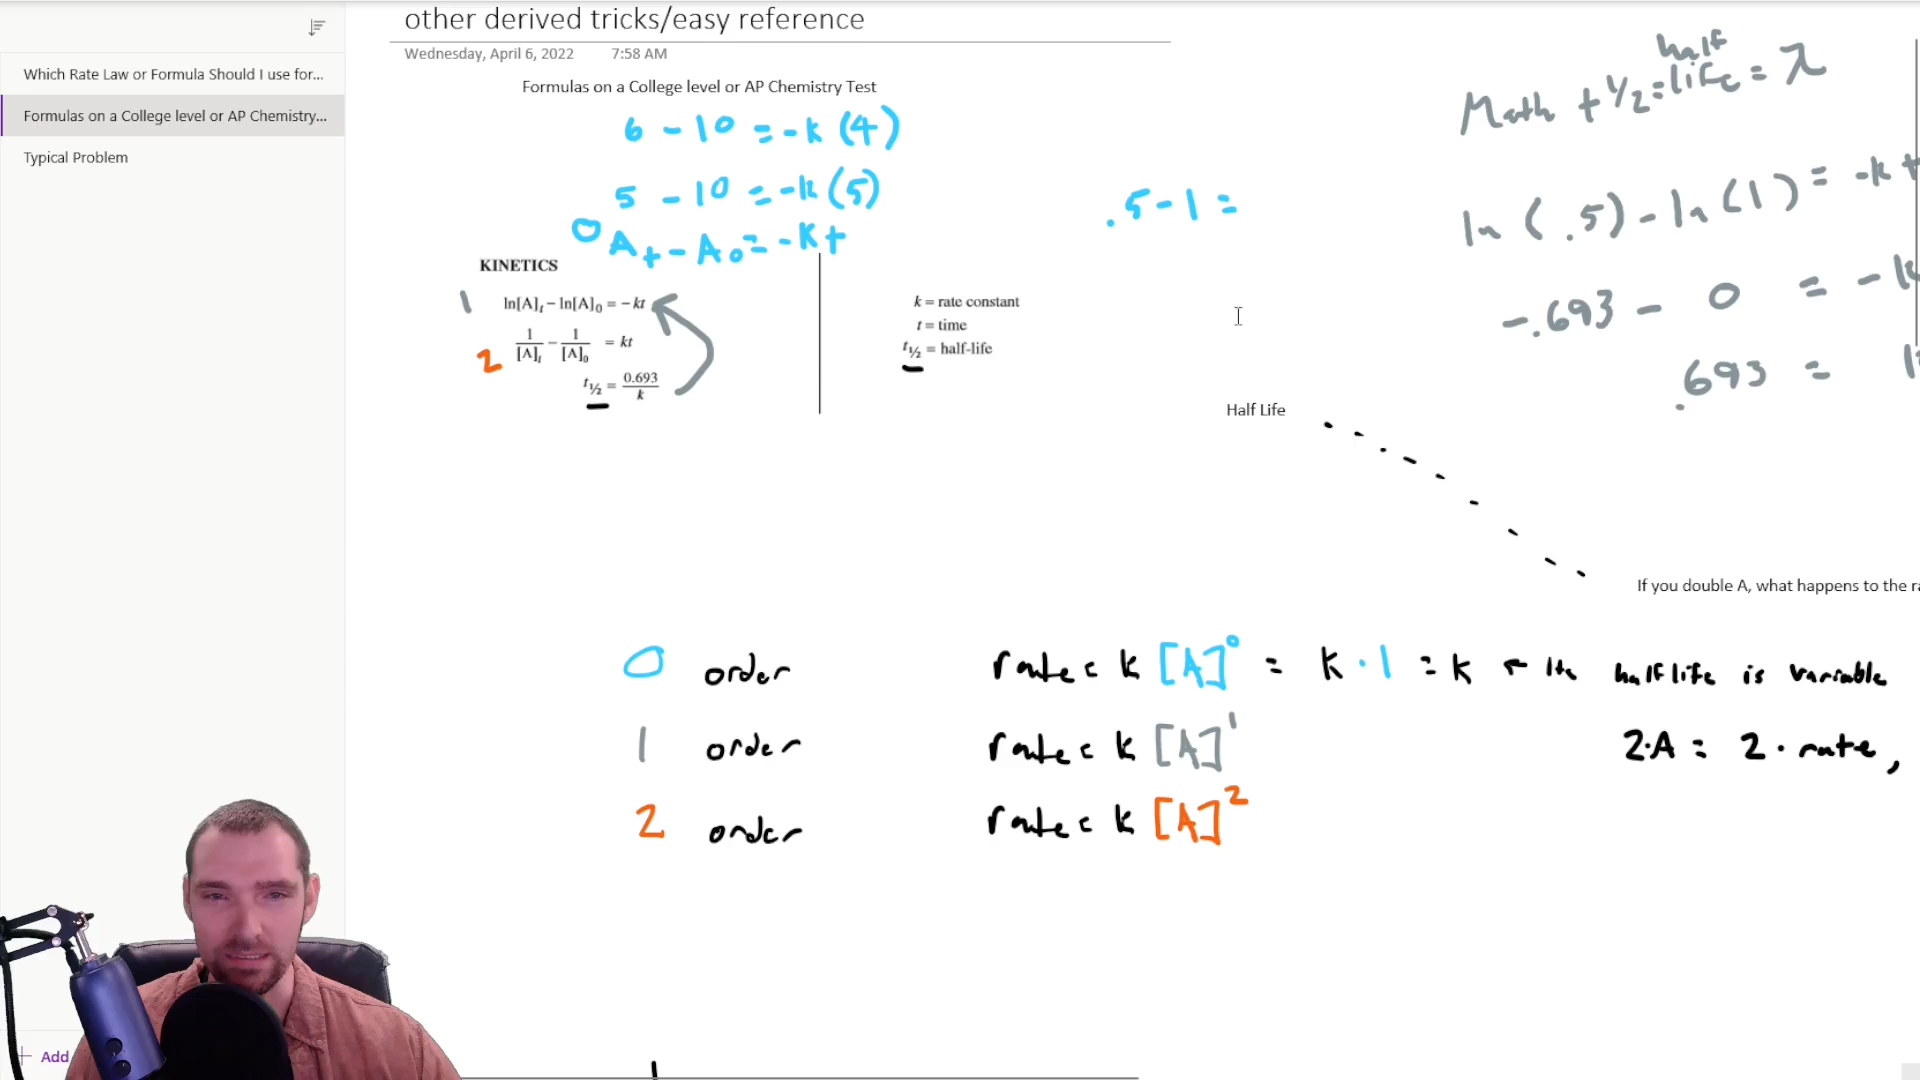 other derived tricks/easy reference
Wednesday, April 6, 2022 7:58 AM
Which Rate Law or Formula Should I use for...
Formulas on a College level or AP Chemistry...
Typical Problem
Add
Formulas on a College level or AP Chemistry Test
6 - 10 = -k (4)
5 - 10 = -k (5)
0 A_t - A_0 = -kt
.5 - 1 =
Math t 1/2 = half life = λ
ln (.5) - ln (1) = -kt
-.693 - 0 = -k
.693 =
KINETICS
1 ln[A]_t − ln[A]_0 = −kt
2 1/[A]_t − 1/[A]_0 = kt
t_½ = 0.693/k
k = rate constant
t = time
t_½ = half-life
Half Life
If you double A, what happens to the
0 order rate = k [A]^0 = k · 1 = k ← half life is variable
1 order rate = k [A]^1 2·A = 2 · rate,
2 order rate = k [A]^2